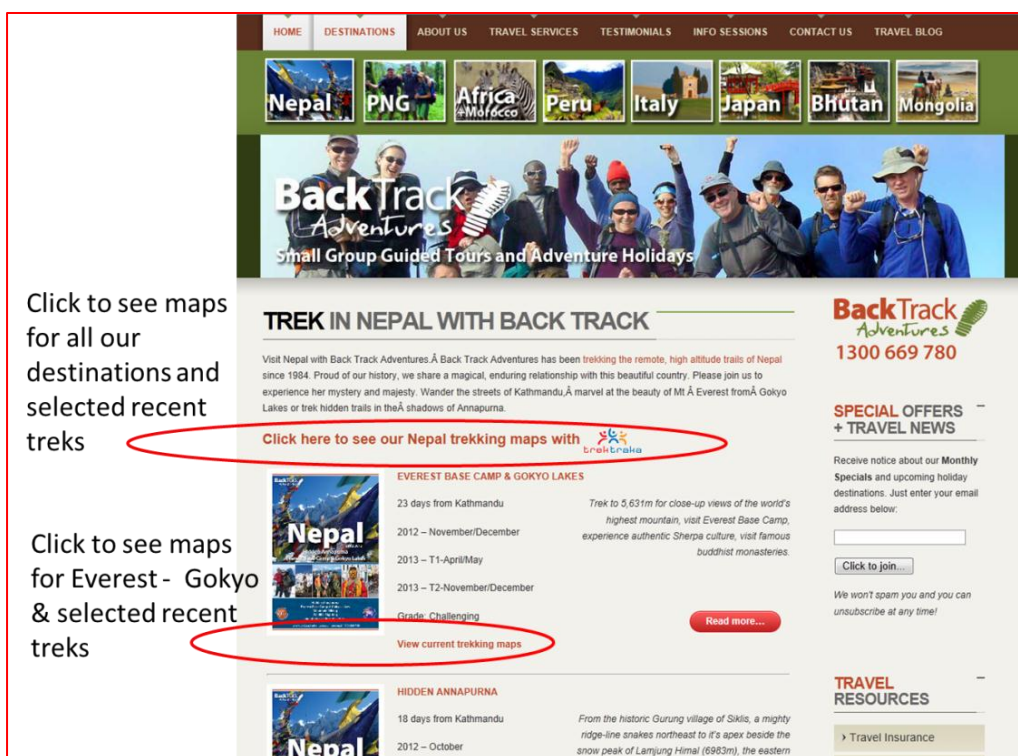 HOME DESTINATIONS ABOUT US TRAVEL SERVICES TESTIMONIALS INFO SESSIONS CONTACT US TRAVEL BLOG
Nepal PNG Africa +Morocco Peru Italy Japan Bhutan Mongolia
BackTrack
Adventures
Small Group Guided Tours and Adventure Holidays
Click to see maps
for all our
destinations and
selected recent
treks
Click to see maps
for Everest - Gokyo
& selected recent
treks
TREK IN NEPAL WITH BACK TRACK
Visit Nepal with Back Track Adventures.Â Back Track Adventures has been trekking the remote, high altitude trails of Nepal
since 1984. Proud of our history, we share a magical, enduring relationship with this beautiful country. Please join us to
experience her mystery and majesty. Wander the streets of Kathmandu,Â marvel at the beauty of Mt Â Everest fromÂ Gokyo
Lakes or trek hidden trails in theÂ shadows of Annapurna.
Click here to see our Nepal trekking maps with
trektraka
EVEREST BASE CAMP & GOKYO LAKES
23 days from Kathmandu
2012 – November/December
2013 – T1-April/May
2013 – T2-November/December
Grade: Challenging
View current trekking maps
Trek to 5,631m for close-up views of the world's
highest mountain, visit Everest Base Camp,
experience authentic Sherpa culture, visit famous
buddhist monasteries.
Read more...
BackTrack
Nepal
HIDDEN ANNAPURNA
18 days from Kathmandu
2012 – October
From the historic Gurung village of Siklis, a mighty
ridge-line snakes northeast to it's apex beside the
snow peak of Lamjung Himal (6983m), the eastern
BackTrack
Nepal
BackTrack
Adventures
1300 669 780
SPECIAL OFFERS
+ TRAVEL NEWS
Receive notice about our Monthly
Specials and upcoming holiday
destinations. Just enter your email
address below:
Click to join...
We won't spam you and you can
unsubscribe at any time!
TRAVEL
RESOURCES
› Travel Insurance